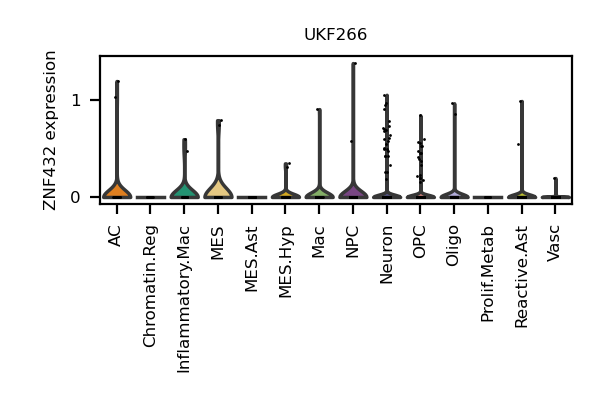 UKF266
ZNF432 expression
1
0
AC
Chromatin.Reg
Inflammatory.Mac
MES
MES.Ast
MES.Hyp
Mac
NPC
Neuron
OPC
Oligo
Prolif.Metab
Reactive.Ast
Vasc